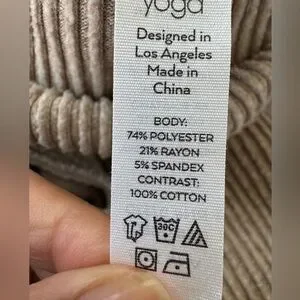 yoga
Designed in
Los Angeles
Made in
China
BODY:
74% POLYESTER
21% RAYON
5% SPANDEX
CONTRAST:
100% COTTON
30C